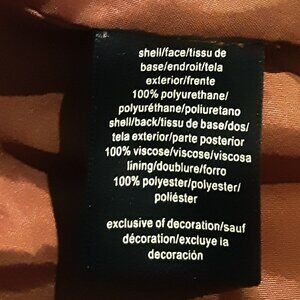 shell/face/tissu de
base/endroit/tela
exterior/frente
100% polyurethane/
polyuréthane/poliuretano
shell/back/tissu de base/dos/
tela exterior/parte posterior
100% viscose/viscose/viscosa
lining/doublure/forro
100% polyester/polyester/
poliéster
exclusive of decoration/sauf
décoration/excluye la
decoración